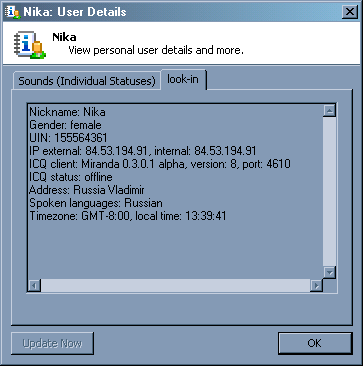 Nika: User Details
Nika
View personal user details and more.
Sounds (Individual Statuses)
look-in
Nickname: Nika
Gender: female
UIN: 155564361
IP external: 84.53.194.91, internal: 84.53.194.91
ICQ client: Miranda 0.3.0.1 alpha, version: 8, port: 4610
ICQ status: offline
Address: Russia Vladimir
Spoken languages: Russian
Timezone: GMT-8:00, local time: 13:39:41
Update Now
OK